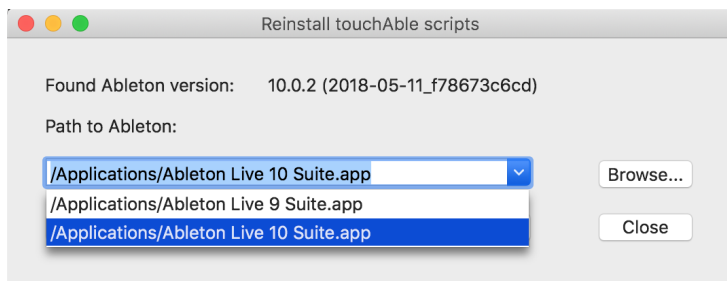 Reinstall touchAble scripts
Found Ableton version: 10.0.2 (2018-05-11_f78673c6cd)
Path to Ableton:
/Applications/Ableton Live 10 Suite.app
Browse...
/Applications/Ableton Live 9 Suite.app
/Applications/Ableton Live 10 Suite.app
Close